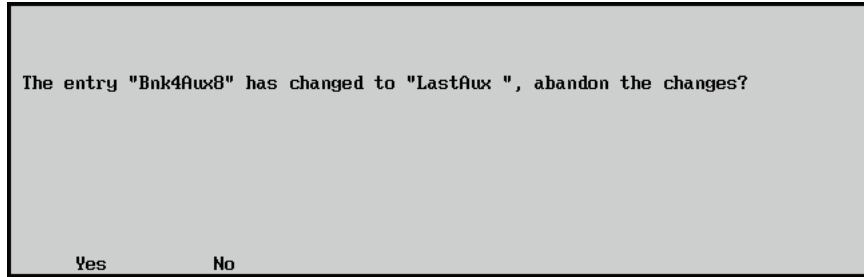 The entry "Bnk4Aux8" has changed to "LastAux ", abandon the changes?
Yes No